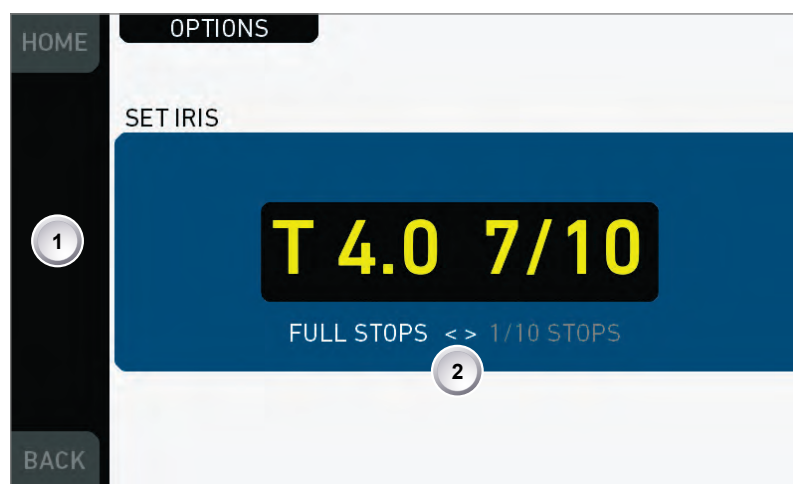 HOME
OPTIONS
SET IRIS
1
T 4.0 7/10
FULL STOPS < > 1/10 STOPS
2
BACK